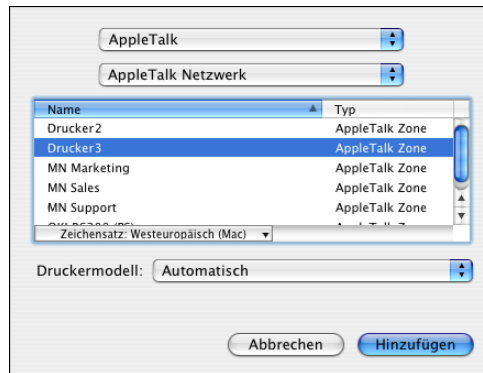 AppleTalk
AppleTalk Netzwerk
Name Typ
Drucker2 AppleTalk Zone
Drucker3 AppleTalk Zone
MN Marketing AppleTalk Zone
MN Sales AppleTalk Zone
MN Support AppleTalk Zone
Zeichensatz: Westeuropäisch (Mac)
Druckermodell: Automatisch
Abbrechen Hinzufügen